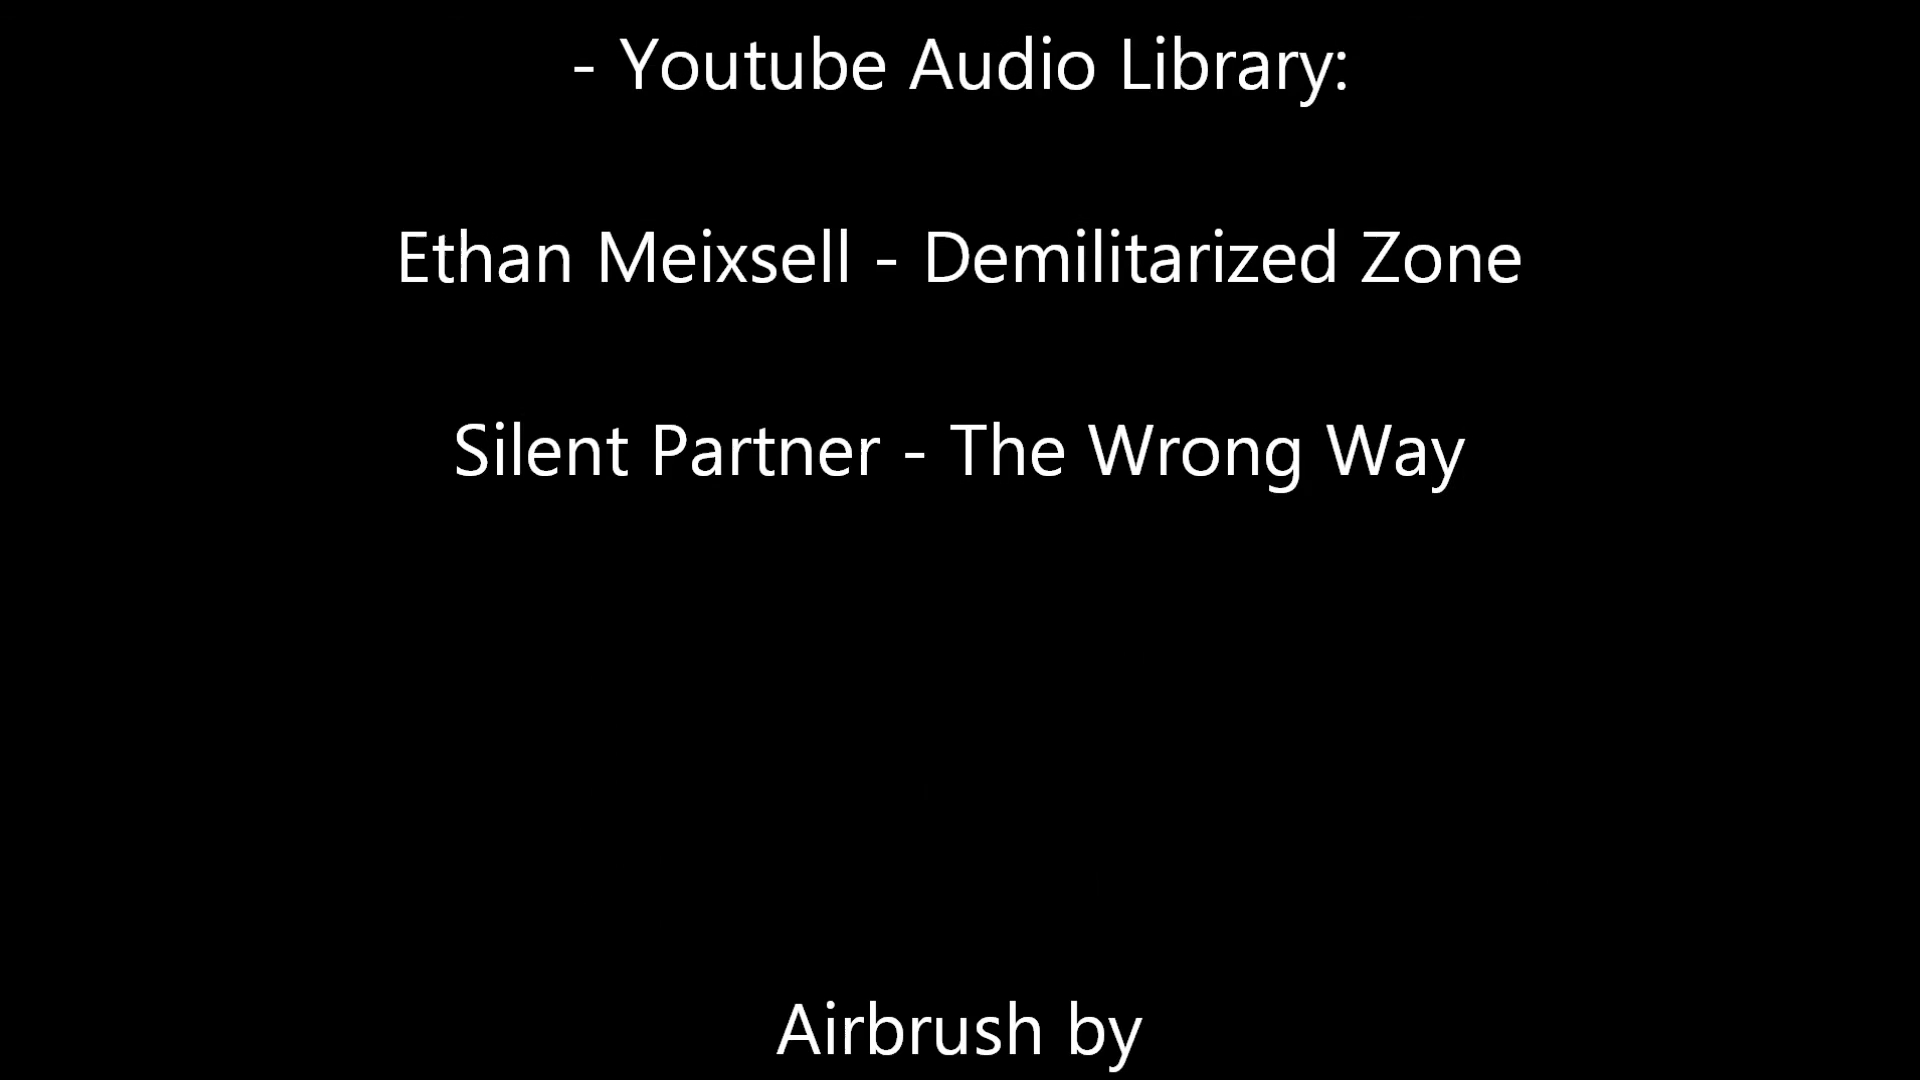 - Youtube Audio Library:
Ethan Meixsell - Demilitarized Zone
Silent Partner - The Wrong Way
Airbrush by